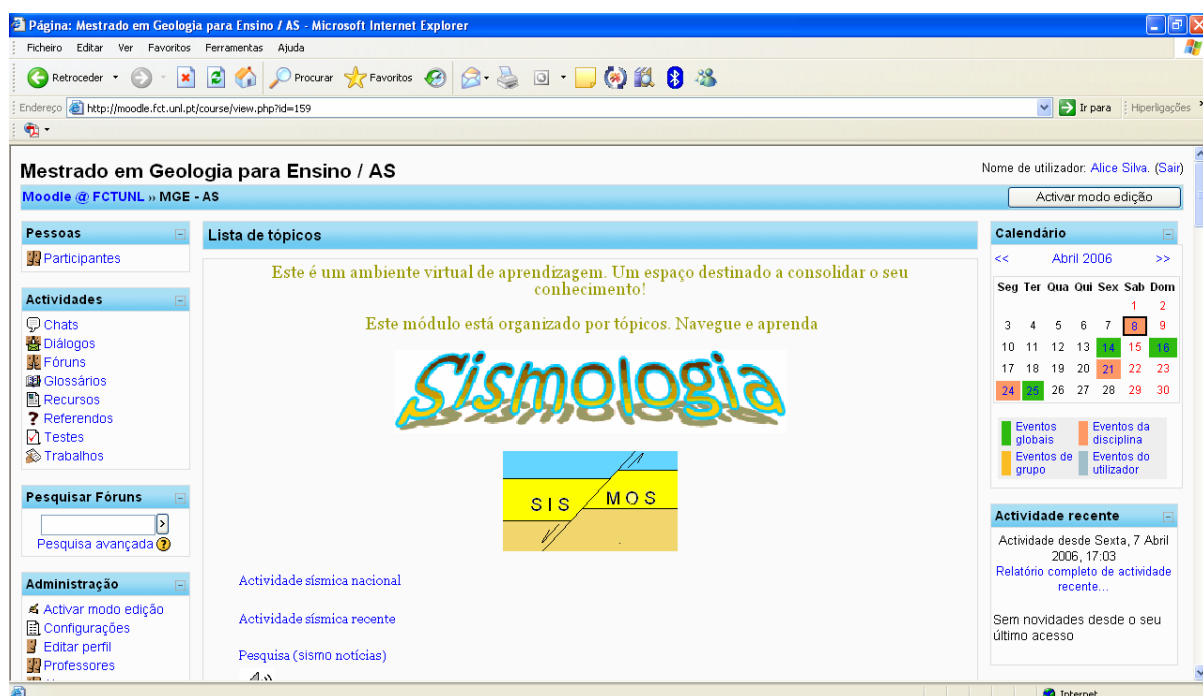 Página: Mestrado em Geologia para Ensino / AS - Microsoft Internet Explorer
Ficheiro Editar Ver Favoritos Ferramentas Ajuda
Retroceder Procurar Favoritos
Endereço http://moodle.fct.unl.pt/course/view.php?id=159 Ir para Hiperligações
Mestrado em Geologia para Ensino / AS
Nome de utilizador: Alice Silva. (Sair)
Moodle @ FCTUNL » MGE - AS
Activar modo edição
Pessoas
Participantes
Actividades
Chats
Diálogos
Fóruns
Glossários
Recursos
Referendos
Testes
Trabalhos
Pesquisar Fóruns
Pesquisa avançada
Administração
Activar modo edição
Configurações
Editar perfil
Professores
Lista de tópicos
Este é um ambiente virtual de aprendizagem. Um espaço destinado a consolidar o seu
conhecimento!
Este módulo está organizado por tópicos. Navegue e aprenda
Sismologia
SIS MOS
Actividade sísmica nacional
Actividade sísmica recente
Pesquisa (sismo notícias)
Calendário
<< Abril 2006 >>
Seg Ter Qua Qui Sex Sab Dom
1 2
3 4 5 6 7 8 9
10 11 12 13 14 15 16
17 18 19 20 21 22 23
24 25 26 27 28 29 30
Eventos globais
Eventos da disciplina
Eventos de grupo
Eventos do utilizador
Actividade recente
Actividade desde Sexta, 7 Abril
2006, 17:03
Relatório completo de actividade
recente...
Sem novidades desde o seu
último acesso
Internet